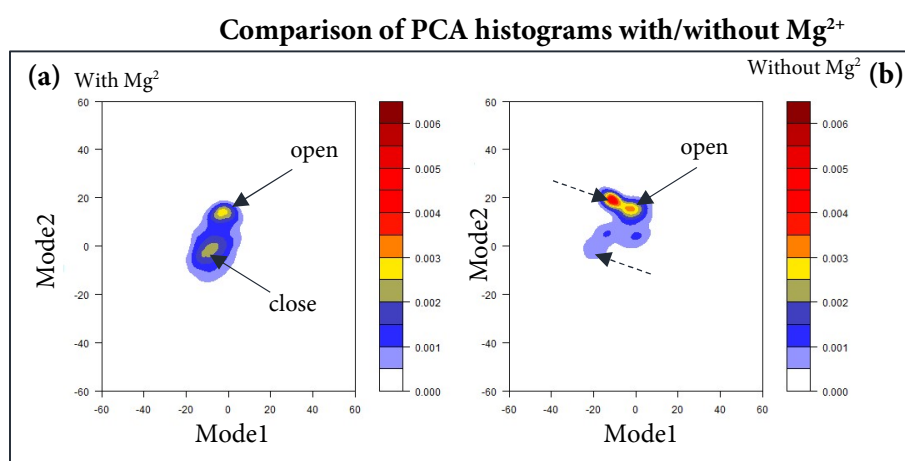 Comparison of PCA histograms with/without Mg²⁺
(a) With Mg²
Without Mg² (b)
60
40
20
0
-20
-40
-60
-60 -40 -20 0 20 40 60
Mode2
Mode1
open
close
0.006
0.005
0.004
0.003
0.002
0.001
0.000
60
40
20
0
-20
-40
-60
-60 -40 -20 0 20 40 60
Mode2
Mode1
open
0.006
0.005
0.004
0.003
0.002
0.001
0.000